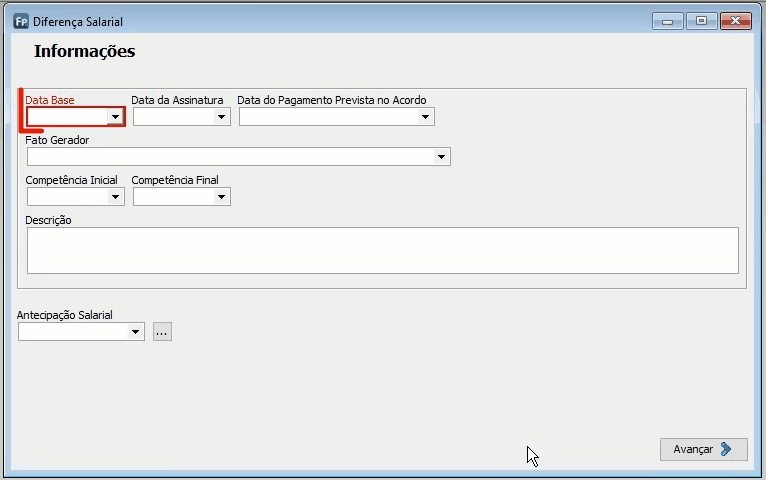 Fp Diferença Salarial
Informações
Data Base Data da Assinatura Data do Pagamento Prevista no Acordo
Fato Gerador
Competência Inicial Competência Final
Descrição
Antecipação Salarial
...
Avançar